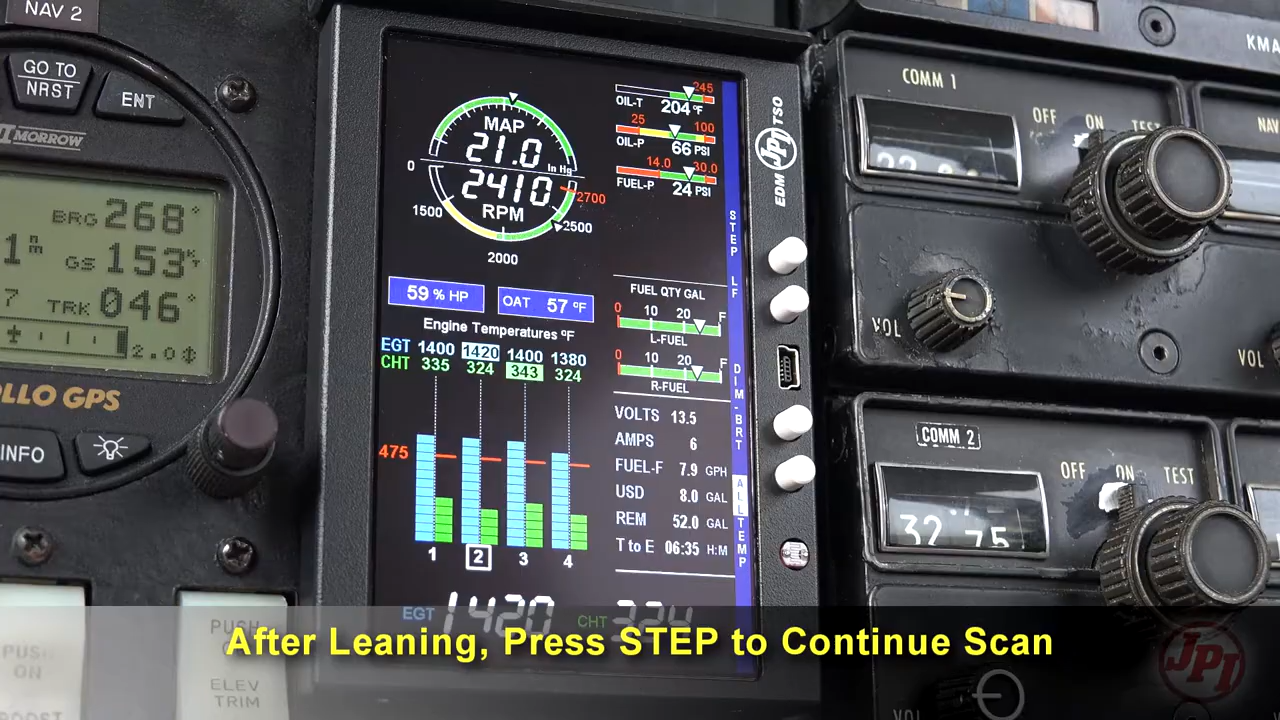 NAV 2
GO TO
NRST
ENT
II MORROW
BRG 268°
GS 153
TRK 046°
2.0
OLLO GPS
INFO
MAP
21.0
In Hg
2410
RPM
0
1500
2000
2500
2700
59 % HP
OAT 57 °F
Engine Temperatures °F
EGT 1400 1420 1400 1380
CHT 335 324 343 324
475
1 2 3 4
EGT 1420 CHT 324
245
OIL-T 204 °F
25 100
OIL-P 66 PSI
14.0 30.0
FUEL-P 24 PSI
FUEL QTY GAL
0 10 20 F
L-FUEL
0 10 20 F
R-FUEL
VOLTS 13.5
AMPS 6
FUEL-F 7.9 GPH
USD 8.0 GAL
REM 52.0 GAL
T to E 06:35 H:M
STEP LF
DIM-BRT
ALL TEMP
EDM JPI TSO
KMA
COMM 1
OFF ON TEST
NAV
VOL
VOL
COMM 2
OFF ON TEST
32 75
VOL
PUSH
ON
PUSH
ELEV
TRIM
After Leaning, Press STEP to Continue Scan
JPI